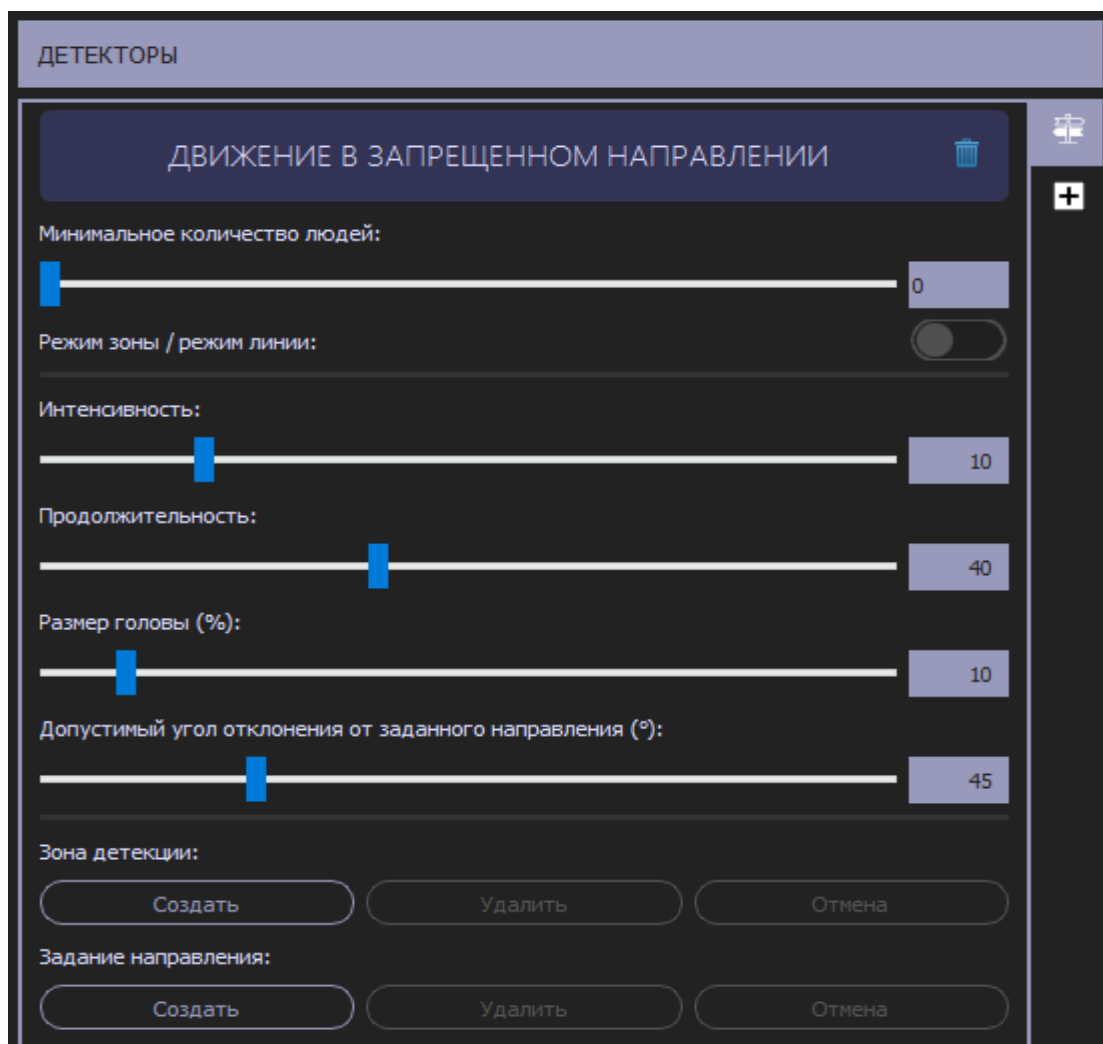 ДЕТЕКТОРЫ
ДВИЖЕНИЕ В ЗАПРЕЩЕННОМ НАПРАВЛЕНИИ
Минимальное количество людей:
0
Режим зоны / режим линии:
Интенсивность:
10
Продолжительность:
40
Размер головы (%):
10
Допустимый угол отклонения от заданного направления (°):
45
Зона детекции:
Создать Удалить Отмена
Задание направления:
Создать Удалить Отмена